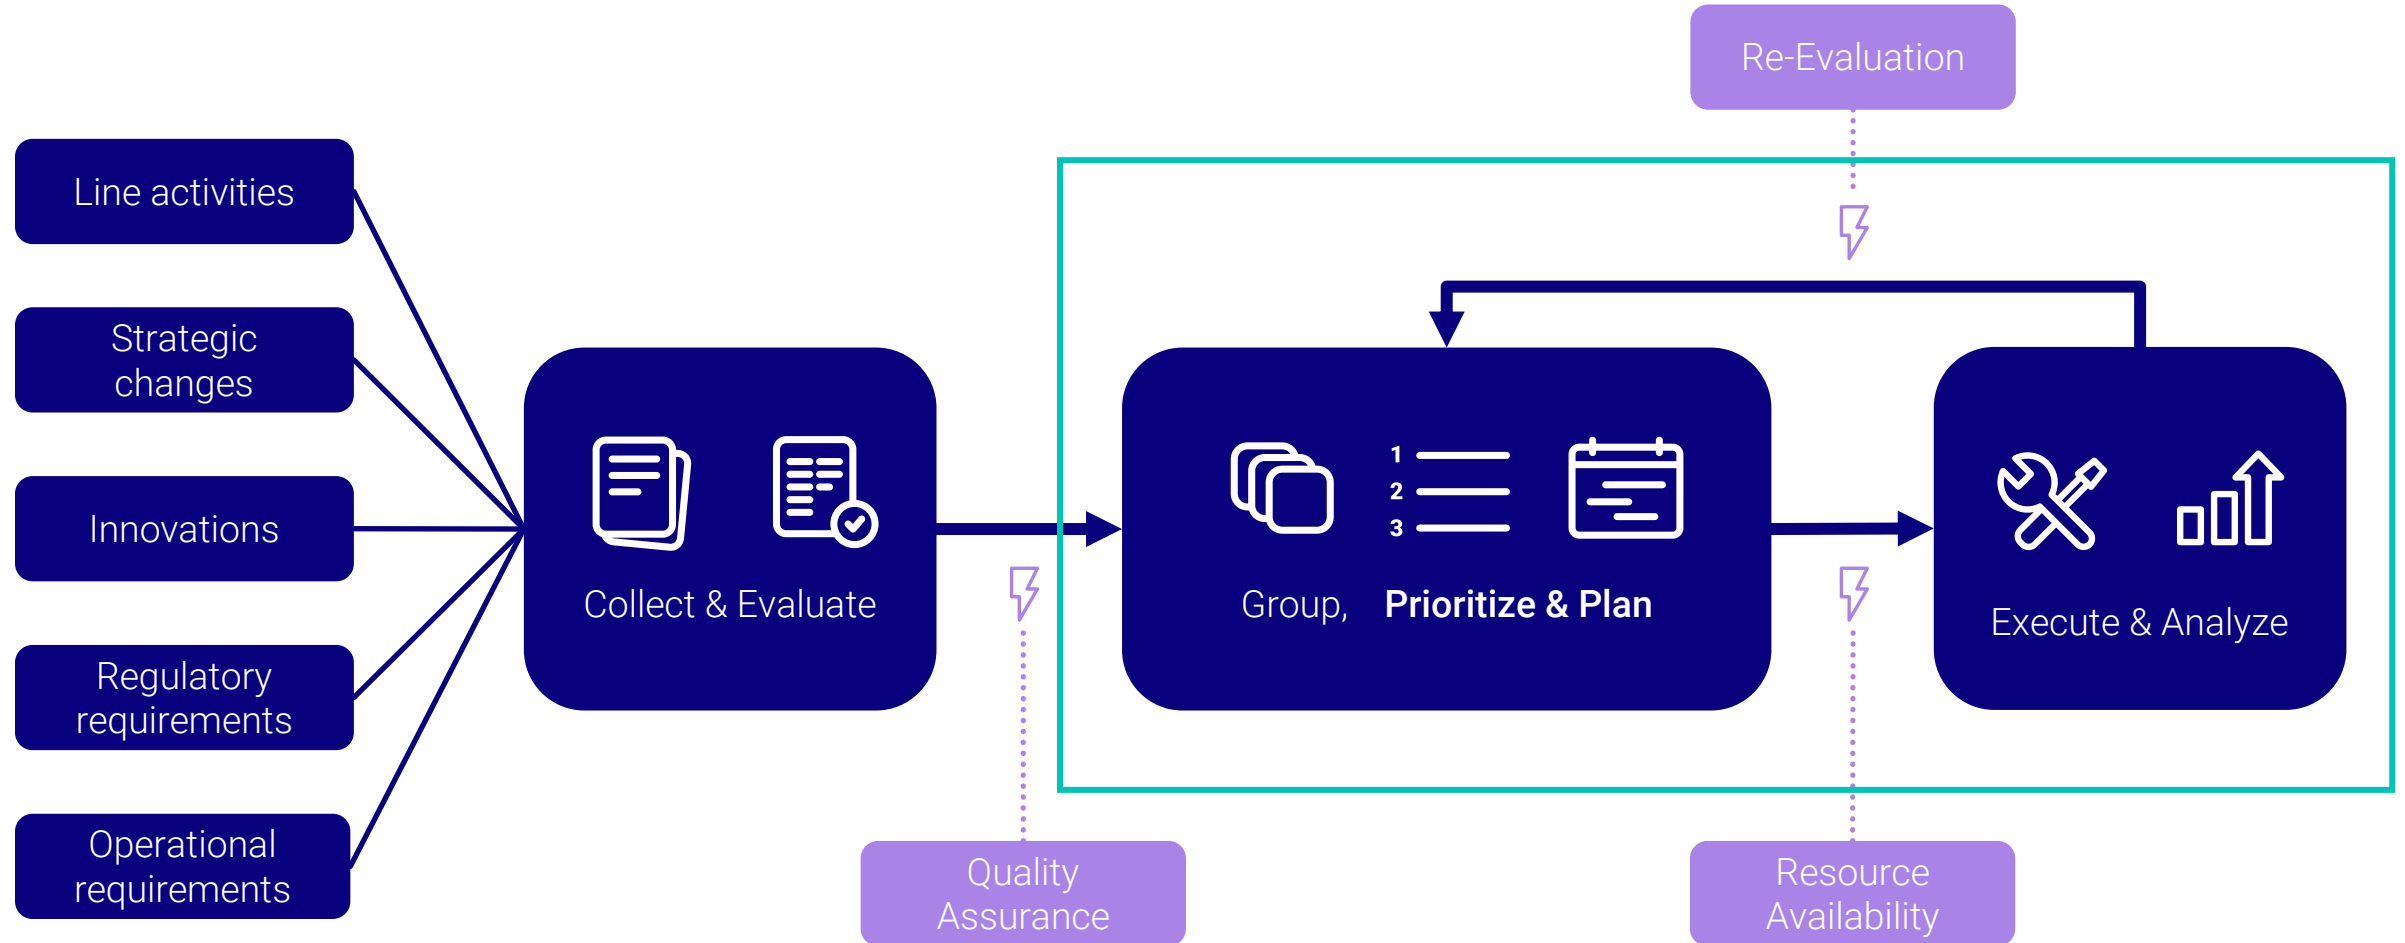 Re-Evaluation
Line activities
Strategic
changes
Innovations
Regulatory
requirements
Operational
requirements
Collect & Evaluate
1
2
3
Group, Prioritize & Plan
Execute & Analyze
Quality
Assurance
Resource
Availability